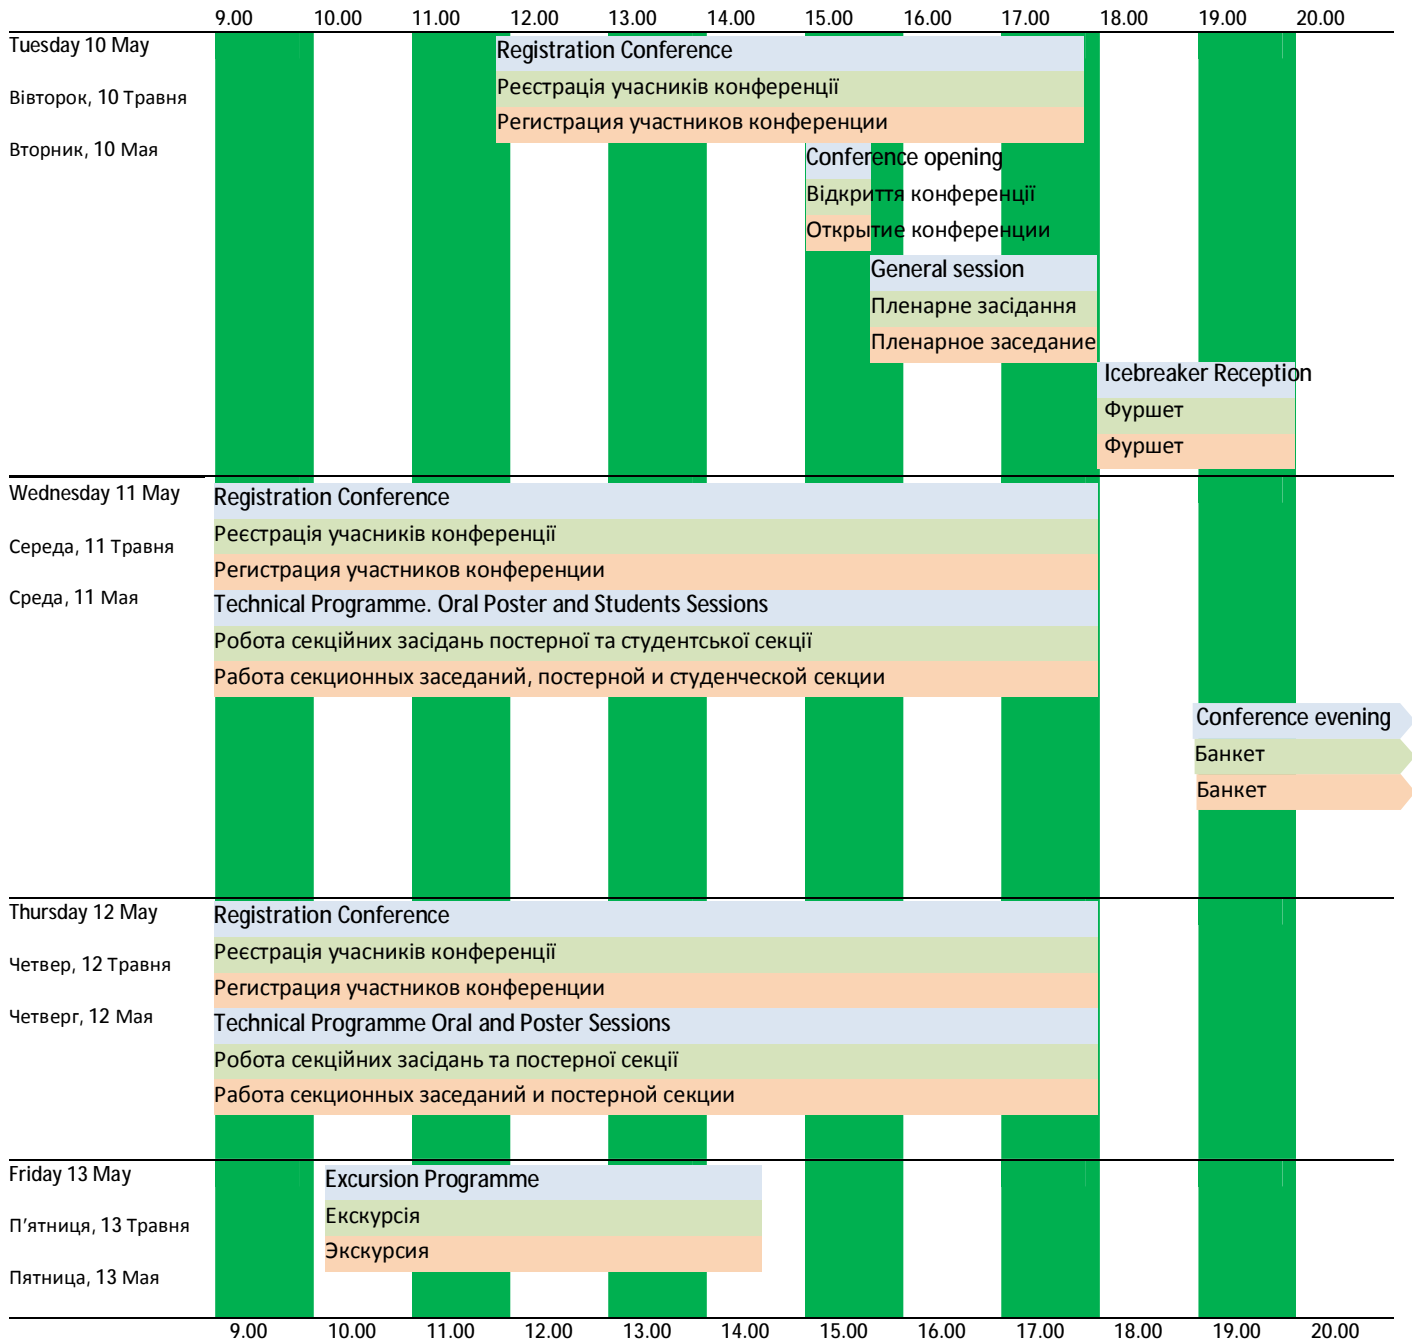 9.00 10.00 11.00 12.00 13.00 14.00 15.00 16.00 17.00 18.00 19.00 20.00
Tuesday 10 May
Вівторок, 10 Травня
Вторник, 10 Мая
Registration Conference
Реєстрація учасників конференції
Регистрация участников конференции
Conference opening
Відкриття конференції
Открытие конференции
General session
Пленарне засідання
Пленарное заседание
Icebreaker Reception
Фуршет
Фуршет
Wednesday 11 May
Середа, 11 Травня
Среда, 11 Мая
Registration Conference
Реєстрація учасників конференції
Регистрация участников конференции
Technical Programme. Oral Poster and Students Sessions
Робота секційних засідань постерної та студентської секції
Работа секционных заседаний, постерной и студенческой секции
Conference evening
Банкет
Банкет
Thursday 12 May
Четвер, 12 Травня
Четверг, 12 Мая
Registration Conference
Реєстрація учасників конференції
Регистрация участников конференции
Technical Programme Oral and Poster Sessions
Робота секційних засідань та постерної секції
Работа секционных заседаний и постерной секции
Friday 13 May
П'ятниця, 13 Травня
Пятница, 13 Мая
Excursion Programme
Екскурсія
Экскурсия
9.00 10.00 11.00 12.00 13.00 14.00 15.00 16.00 17.00 18.00 19.00 20.00